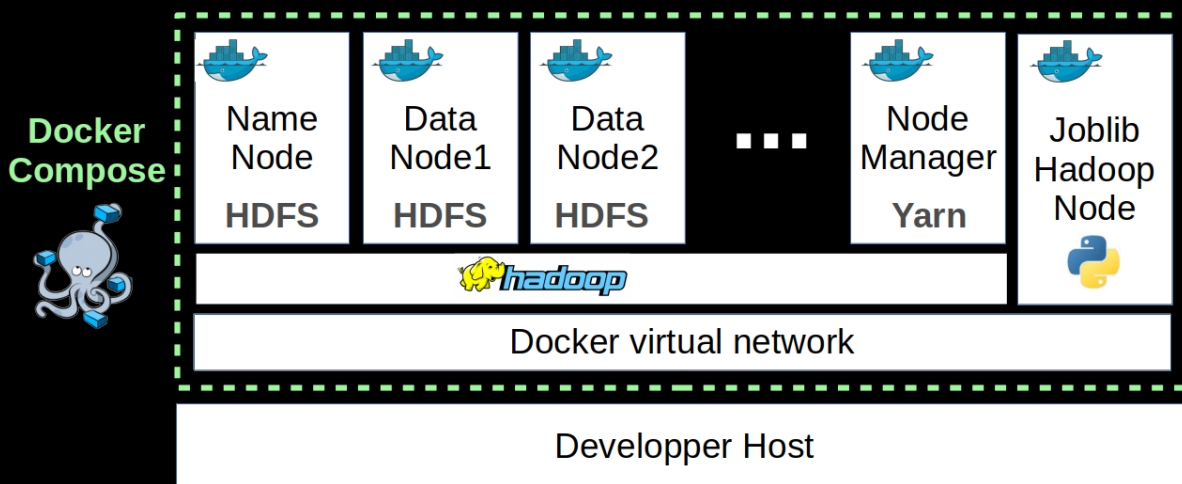 Docker
Compose
Name
Node
HDFS
Data
Node1
HDFS
Data
Node2
HDFS
...
Node
Manager
Yarn
Joblib
Hadoop
Node
hadoop
Docker virtual network
Developper Host